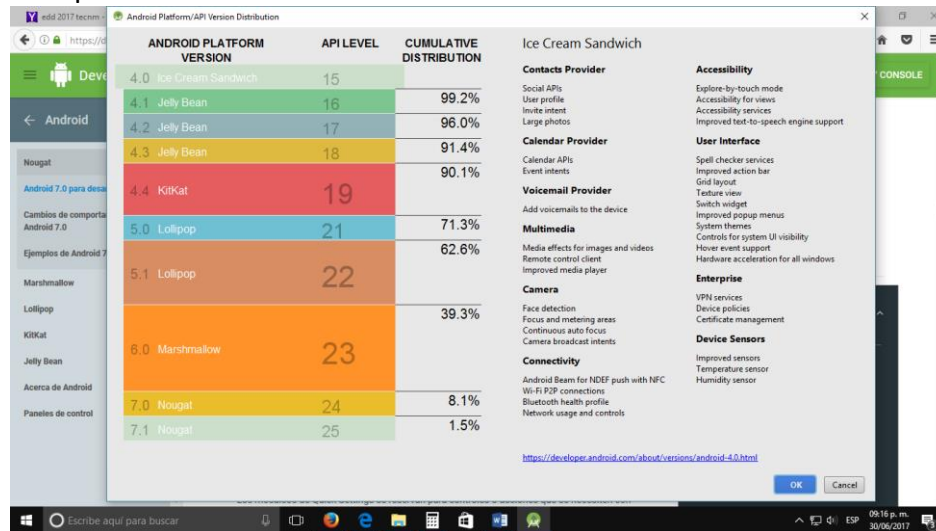 edd 2017 tecnm -
Android Platform/API Version Distribution
https://d
Deve
CONSOLE
Android
Nougat
Android 7.0 para desa
Cambios de comporta
Android 7.0
Ejemplos de Android 7
Marshmallow
Lollipop
KitKat
Jelly Bean
Acerca de Android
Paneles de control
ANDROID PLATFORM
VERSION
API LEVEL
CUMULATIVE
DISTRIBUTION
4.0 Ice Cream Sandwich 15
4.1 Jelly Bean 16 99.2%
4.2 Jelly Bean 17 96.0%
4.3 Jelly Bean 18 91.4%
4.4 KitKat 19 90.1%
5.0 Lollipop 21 71.3%
5.1 Lollipop 22 62.6%
6.0 Marshmallow 23 39.3%
7.0 Nougat 24 8.1%
7.1 Nougat 25 1.5%
Ice Cream Sandwich
Contacts Provider
Social APIs
User profile
Invite intent
Large photos
Calendar Provider
Calendar APIs
Event intents
Voicemail Provider
Add voicemails to the device
Multimedia
Media effects for images and videos
Remote control client
Improved media player
Camera
Face detection
Focus and metering areas
Continuous auto focus
Camera broadcast intents
Connectivity
Android Beam for NDEF push with NFC
Wi-Fi P2P connections
Bluetooth health profile
Network usage and controls
Accessibility
Explore-by-touch mode
Accessibility for views
Accessibility services
Improved text-to-speech engine support
User Interface
Spell checker services
Improved action bar
Grid layout
Texture view
Switch widget
Improved popup menus
System themes
Controls for system UI visibility
Hover event support
Hardware acceleration for all windows
Enterprise
VPN services
Device policies
Certificate management
Device Sensors
Improved sensors
Temperature sensor
Humidity sensor
https://developer.android.com/about/versions/android-4.0.html
OK
Cancel
Escribe aquí para buscar
ESP
09:16 p. m.
30/06/2017